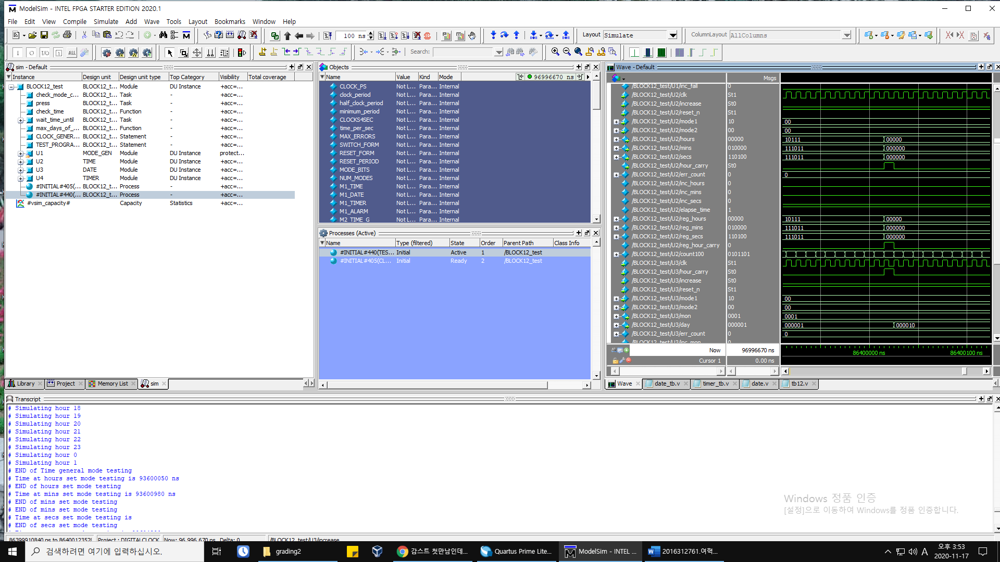 ModelSim - INTEL FPGA STARTER EDITION 2020.1
File Edit View Compile Simulate Add Wave Tools Layout Bookmarks Window Help
100 ns Layout Simulate ColumnLayout AllColumns
Search:
sim - Default
Instance Design unit Design unit type Top Category Visibility Total coverage
BLOCK12_test BLOCK12_t... Module DU Instance +acc=...
check_mode_c... BLOCK12_t... Task - +acc=...
press BLOCK12_t... Task - +acc=...
check_time BLOCK12_t... Function - +acc=...
wait_time_until BLOCK12_t... Task - +acc=...
max_days_of_... BLOCK12_t... Function - +acc=...
CLOCK_GENER... BLOCK12_t... Statement - +acc=...
TEST_PROGRA... BLOCK12_t... Statement - +acc=...
U1 MODE_GEN Module DU Instance protect...
U2 TIME Module DU Instance +acc=...
U3 DATE Module DU Instance +acc=...
U4 TIMER Module DU Instance +acc=...
#INITIAL#405(... BLOCK12_t... Process - +acc=...
#INITIAL#440(... BLOCK12_t... Process - +acc=...
#vsim_capacity# Capacity Statistics +acc=...
Library Project Memory List sim
Objects
Name Value Kind Mode 96996670 ns
CLOCK_PS Not L... Para... Internal
clock_period Not L... Para... Internal
half_clock_period Not L... Para... Internal
minimum_period Not L... Para... Internal
CLOCKS4SEC Not L... Para... Internal
time_per_sec Not L... Para... Internal
MAX_ERRORS Not L... Para... Internal
SWITCH_FORM Not L... Para... Internal
RESET_FORM Not L... Para... Internal
RESET_PERIOD Not L... Para... Internal
MODE_BITS Not L... Para... Internal
NUM_MODES Not L... Para... Internal
M1_TIME Not L... Para... Internal
M1_DATE Not L... Para... Internal
M1_TIMER Not L... Para... Internal
M1_ALARM Not L... Para... Internal
M2_TIME_G Not L... Para... Internal
Processes (Active)
Name Type (filtered) State Order Parent Path Class Info
#INITIAL#440(TES... Initial Active 1 /BLOCK12_test
#INITIAL#405(CL... Initial Ready 2 /BLOCK12_test
Wave - Default
Msgs
/BLOCK12_test/U1/inc_fall 0
/BLOCK12_test/U2/clk St1
/BLOCK12_test/U2/increase St0
/BLOCK12_test/U2/reset_n St1
/BLOCK12_test/U2/mode1 10 00
/BLOCK12_test/U2/mode2 00 00
/BLOCK12_test/U2/hours 00000 10111 00000
/BLOCK12_test/U2/mins 010000 111011 000000
/BLOCK12_test/U2/secs 110100 111011 000000
/BLOCK12_test/U2/hour_carry St0
/BLOCK12_test/U2/err_count 0 0
/BLOCK12_test/U2/inc_hours 0
/BLOCK12_test/U2/inc_mins 0
/BLOCK12_test/U2/inc_secs 0
/BLOCK12_test/U2/elapse_time 1
/BLOCK12_test/U2/reg_hours 00000 10111 00000
/BLOCK12_test/U2/reg_mins 010000 111011 000000
/BLOCK12_test/U2/reg_secs 110100 111011 000000
/BLOCK12_test/U2/reg_hour_carry 0
/BLOCK12_test/U2/count100 0101101
/BLOCK12_test/U3/clk St1
/BLOCK12_test/U3/hour_carry St0
/BLOCK12_test/U3/increase St0
/BLOCK12_test/U3/reset_n St1
/BLOCK12_test/U3/mode1 10 00
/BLOCK12_test/U3/mode2 00 00
/BLOCK12_test/U3/mon 0001 0001
/BLOCK12_test/U3/day 000001 000001 000010
/BLOCK12_test/U3/err_count 0 0
/BLOCK12_test/U3/inc_mon 0
Now 96996670 ns 86400000 ns 86400100 ns
Cursor 1 0.00 ns
Wave date_tb.v timer_tb.v date.v tb12.v
Transcript
# Simulating hour 18
# Simulating hour 19
# Simulating hour 20
# Simulating hour 21
# Simulating hour 22
# Simulating hour 23
# Simulating hour 0
# Simulating hour 1
# END of Time general mode testing
# Time at hours set mode testing is 93600050 ns
# END of hours set mode testing
# Time at mins set mode testing is 93600980 ns
# END of mins set mode testing
# END of mins set mode testing
# Time at secs set mode testing is
# END of secs set mode testing
Windows 정품 인증
[설정]으로 이동하여 Windows를 정품 인증합니다.
86399910840 ps to 86400123528 Project : DIGITALCLOCK Now: 96,996,670 ns Delta: 0 /BLOCK12_test/U3/increase
검색하려면 여기에 입력하십시오. grading2 감스트 첫만남인데... Quartus Prime Lite... ModelSim - INTEL ... 2016312761.여혁... A 오후 3:53
2020-11-17